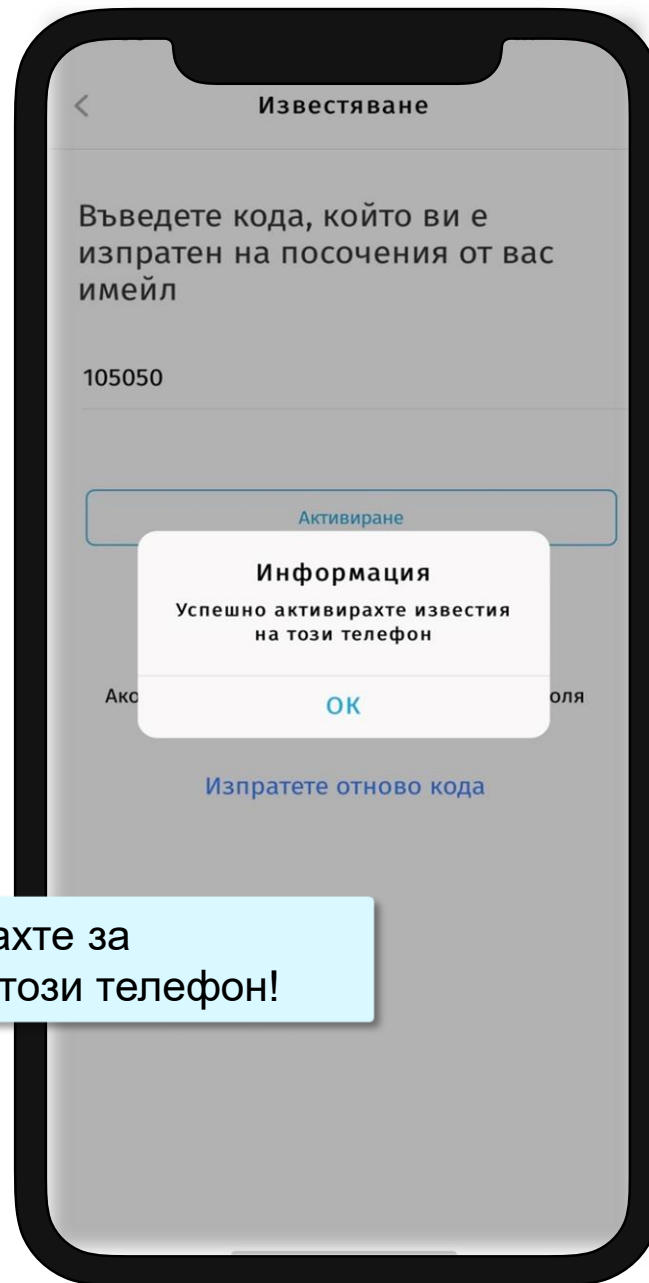 Известяване
Въведете кода, който ви е
изпратен на посочения от вас
имейл
105050
Активиране
Информация
Успешно активирахте известия
на този телефон
Ако
оля
ОК
Изпратете отново кода
ахте за
този телефон!